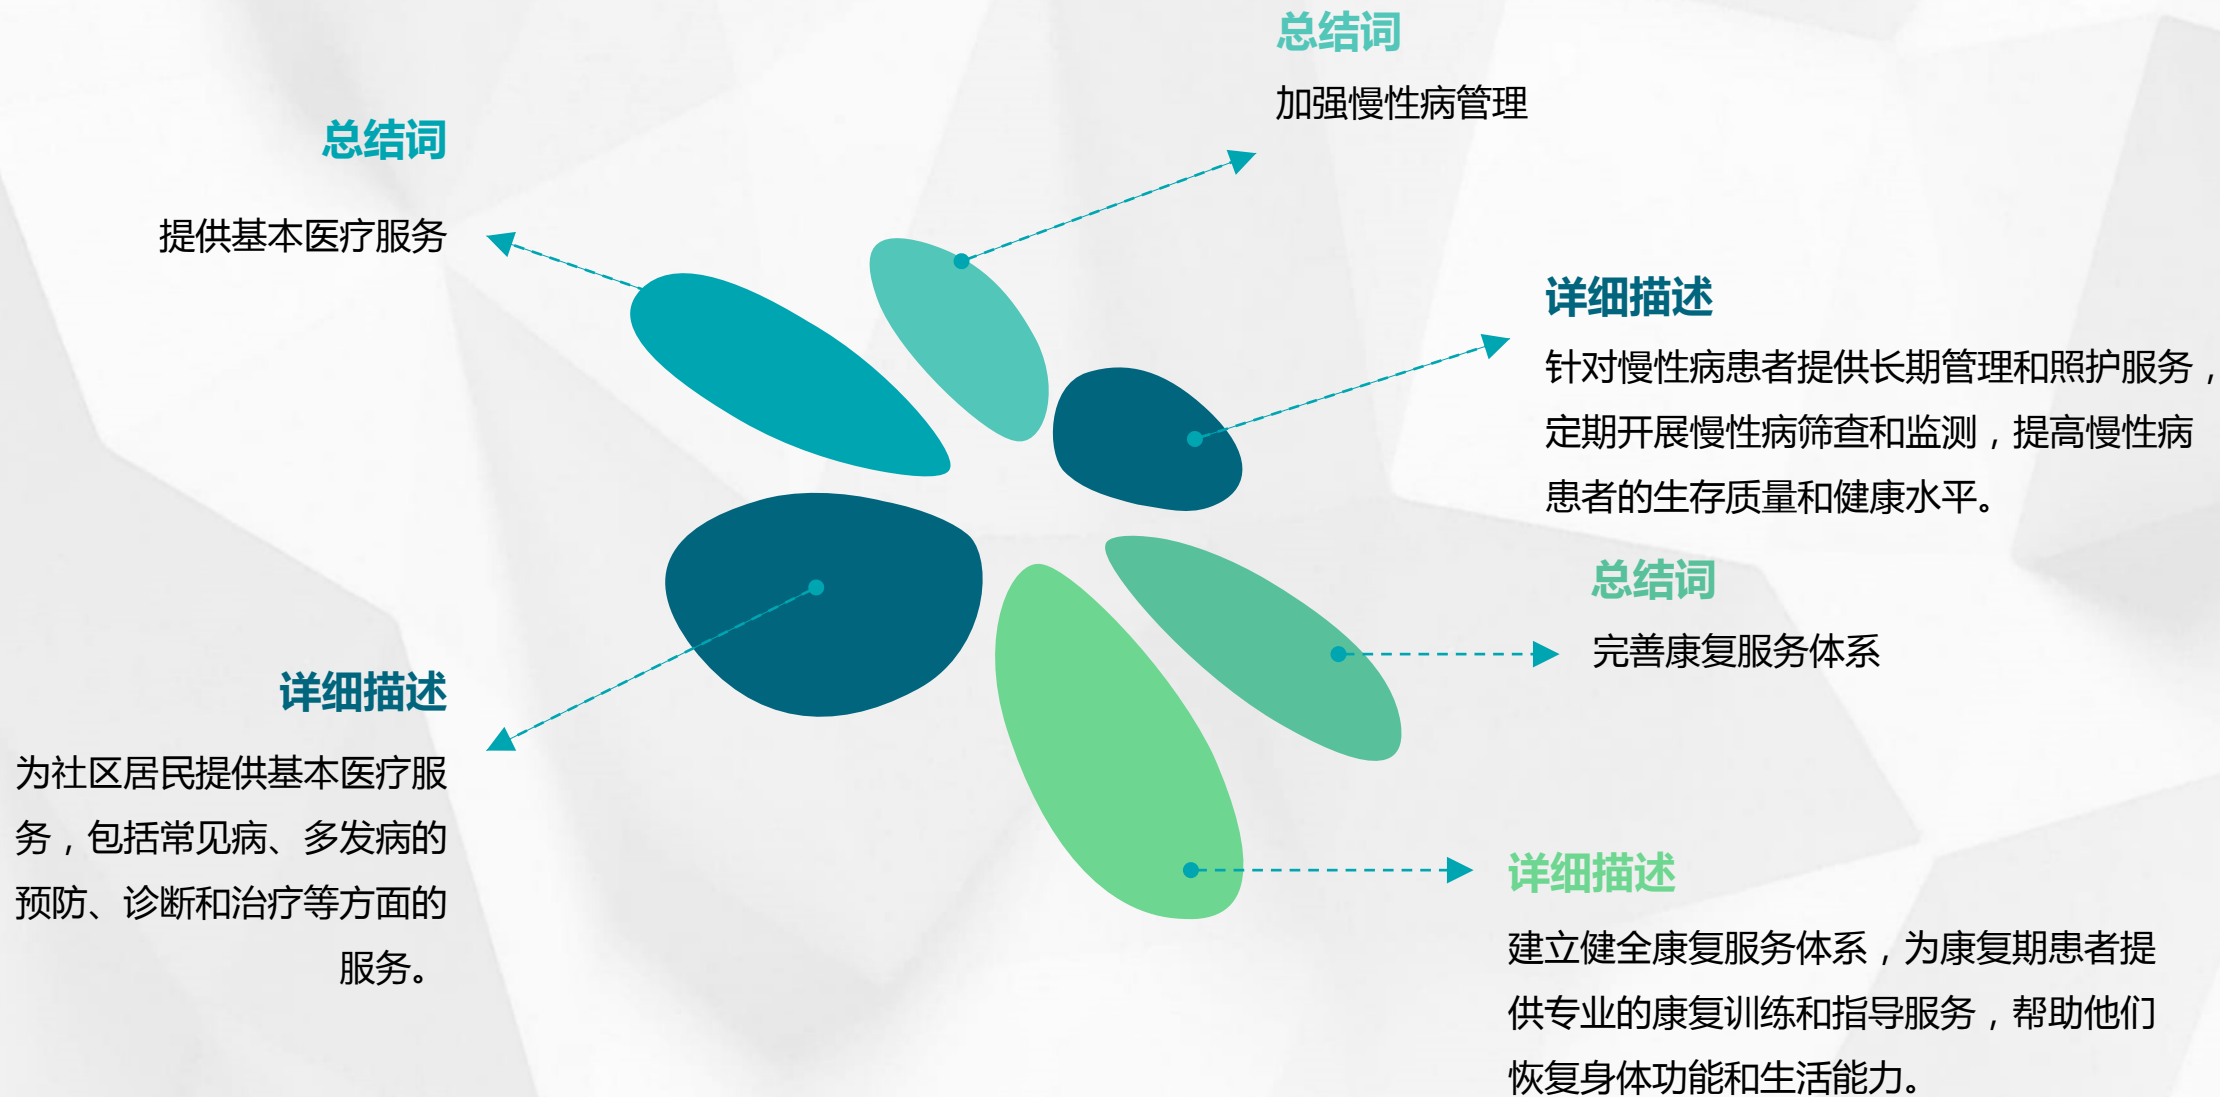 总结词
提供基本医疗服务
详细描述
为社区居民提供基本医疗服
务，包括常见病、多发病的
预防、诊断和治疗等方面的
服务。
总结词
加强慢性病管理
详细描述
针对慢性病患者提供长期管理和照护服务，
定期开展慢性病筛查和监测，提高慢性病
患者的生存质量和健康水平。
总结词
完善康复服务体系
详细描述
建立健全康复服务体系，为康复期患者提
供专业的康复训练和指导服务，帮助他们
恢复身体功能和生活能力。